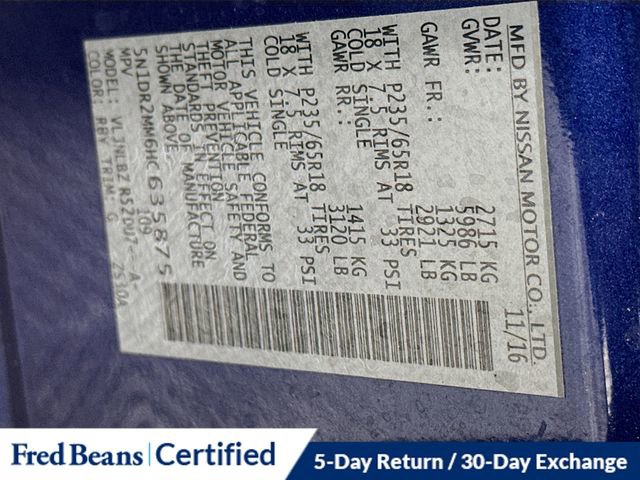 MFD BY NISSAN MOTOR CO., LTD.
DATE: 11/16
GVWR: 2715 KG
5986 LB
GAWR FR.: 1325 KG
2921 LB
WITH P235/65R18 TIRES
18 X 7.5 RIMS AT 33 PSI
COLD SINGLE
GAWR RR.: 1415 KG
3120 LB
WITH P235/65R18 TIRES
18 X 7.5 RIMS AT 33 PSI
COLD SINGLE
THIS VEHICLE CONFORMS TO
ALL APPLICABLE FEDERAL
MOTOR VEHICLE SAFETY AND
THEFT PREVENTION
STANDARDS IN EFFECT ON
THE DATE OF MANUFACTURE
SHOWN ABOVE.
5N1DR2MM6HC635875
MPV 109
MODEL: VLJNLBZ RS20U7--A-
COLOR: RBY TRIM: G 2530A
Fred Beans Certified
5-Day Return / 30-Day Exchange